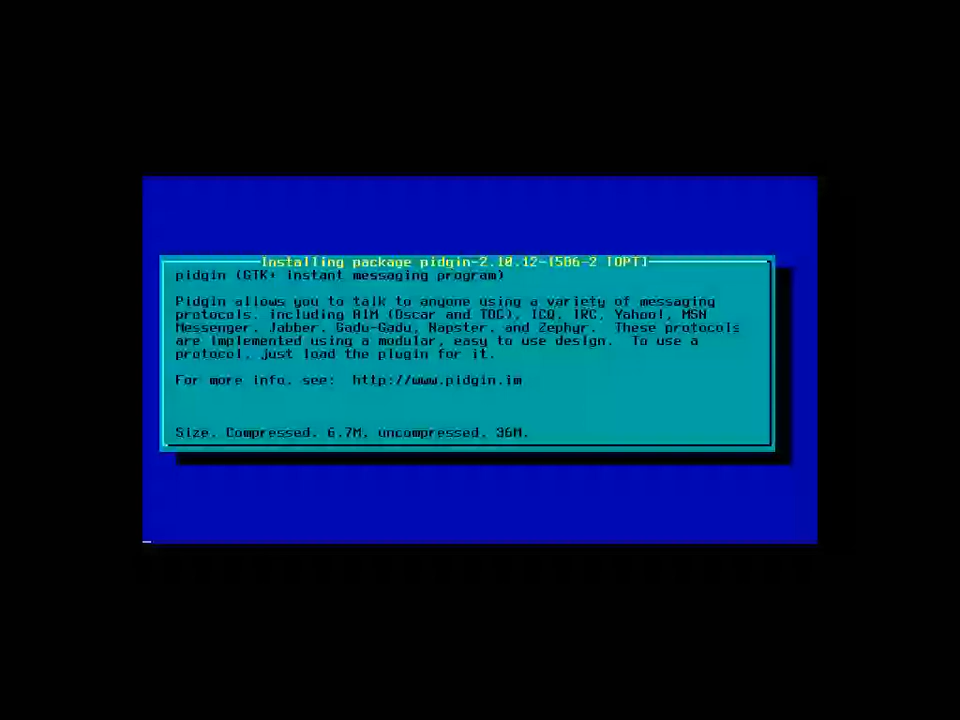 Installing package pidgin-2.10.12-i586-2 [OPT]
pidgin (GTK+ instant messaging program)
Pidgin allows you to talk to anyone using a variety of messaging
protocols, including AIM (Oscar and TOC), ICQ, IRC, Yahoo!, MSN
Messenger, Jabber, Gadu-Gadu, Napster, and Zephyr.  These protocols
are implemented using a modular, easy to use design.  To use a
protocol, just load the plugin for it.
For more info, see:  http://www.pidgin.im
Size: Compressed: 6.7M, uncompressed: 36M.